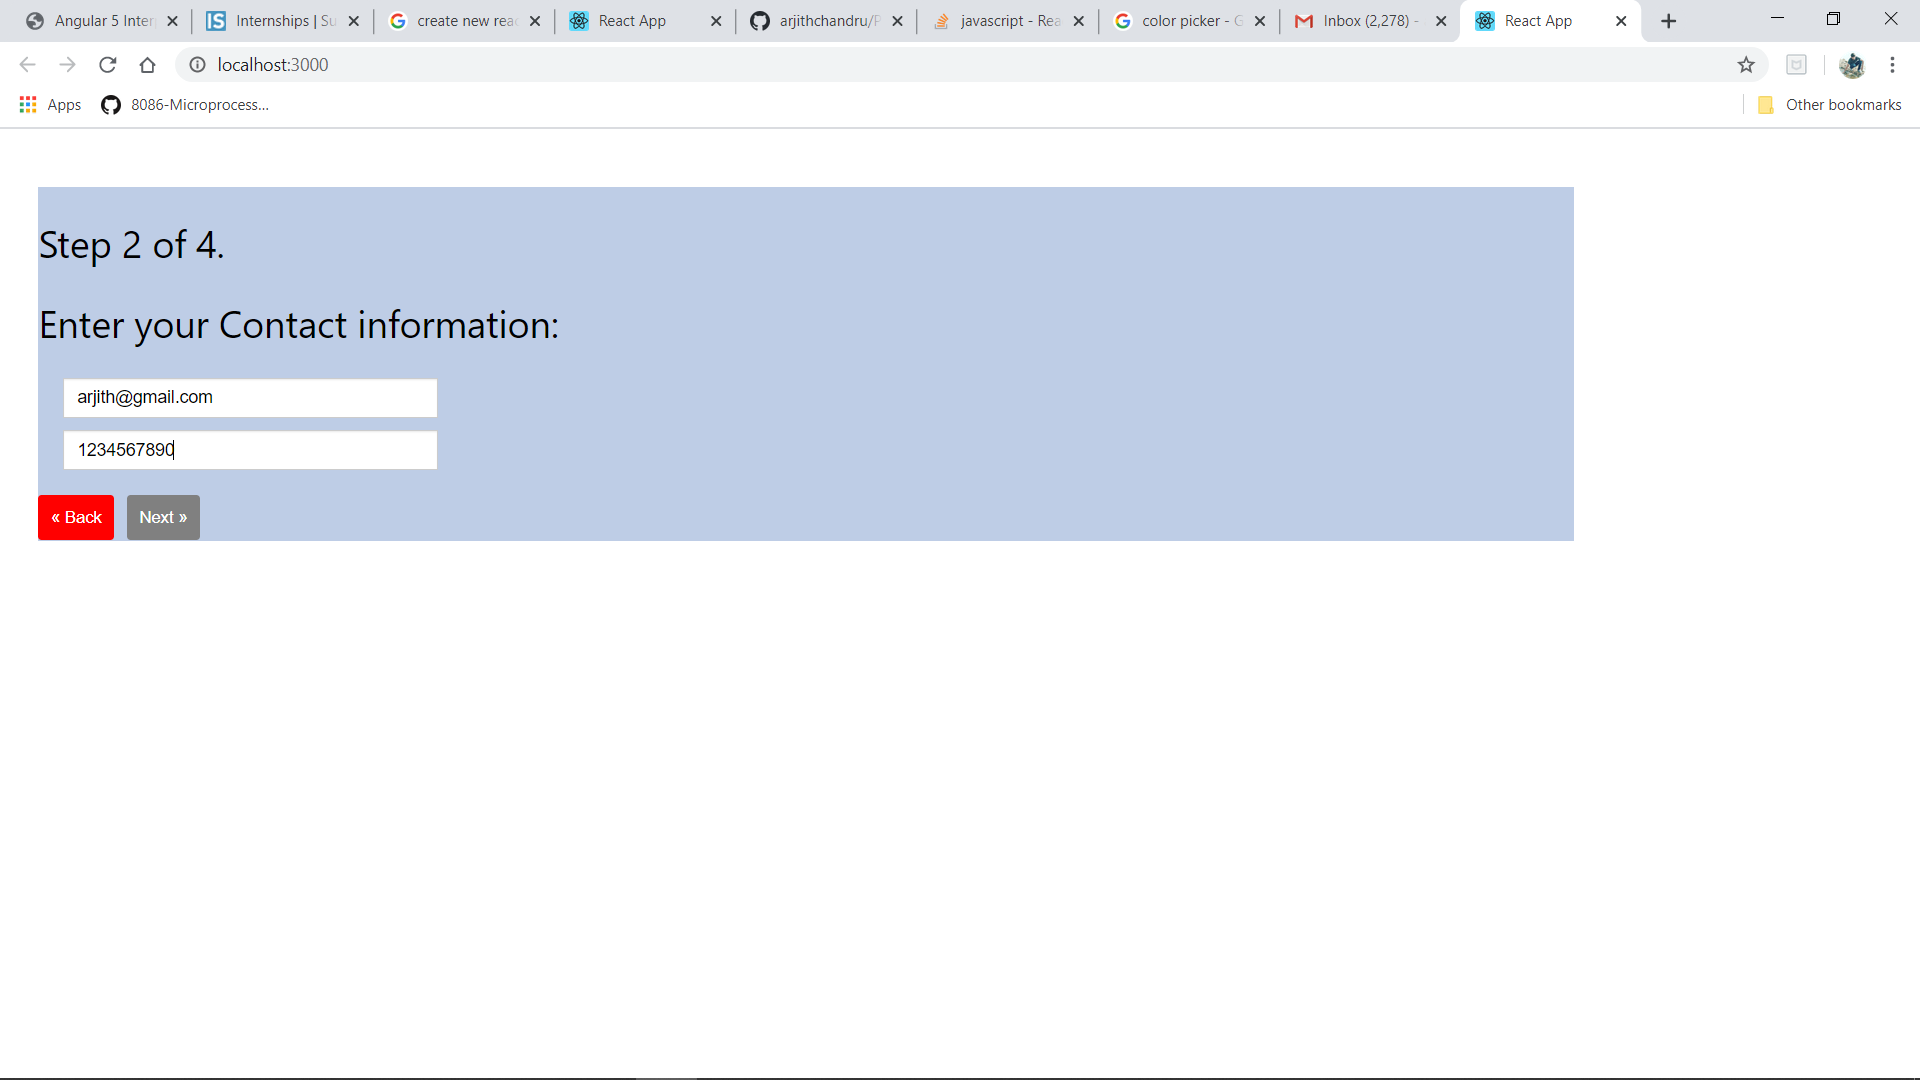 Angular 5 Inter
Internships | Su
create new reac
React App
arjithchandru/P
javascript - Rea
color picker - G
Inbox (2,278) -
React App
localhost:3000
Apps
8086-Microprocess...
Other bookmarks
Step 2 of 4.
Enter your Contact information:
arjith@gmail.com
1234567890
« Back
Next »